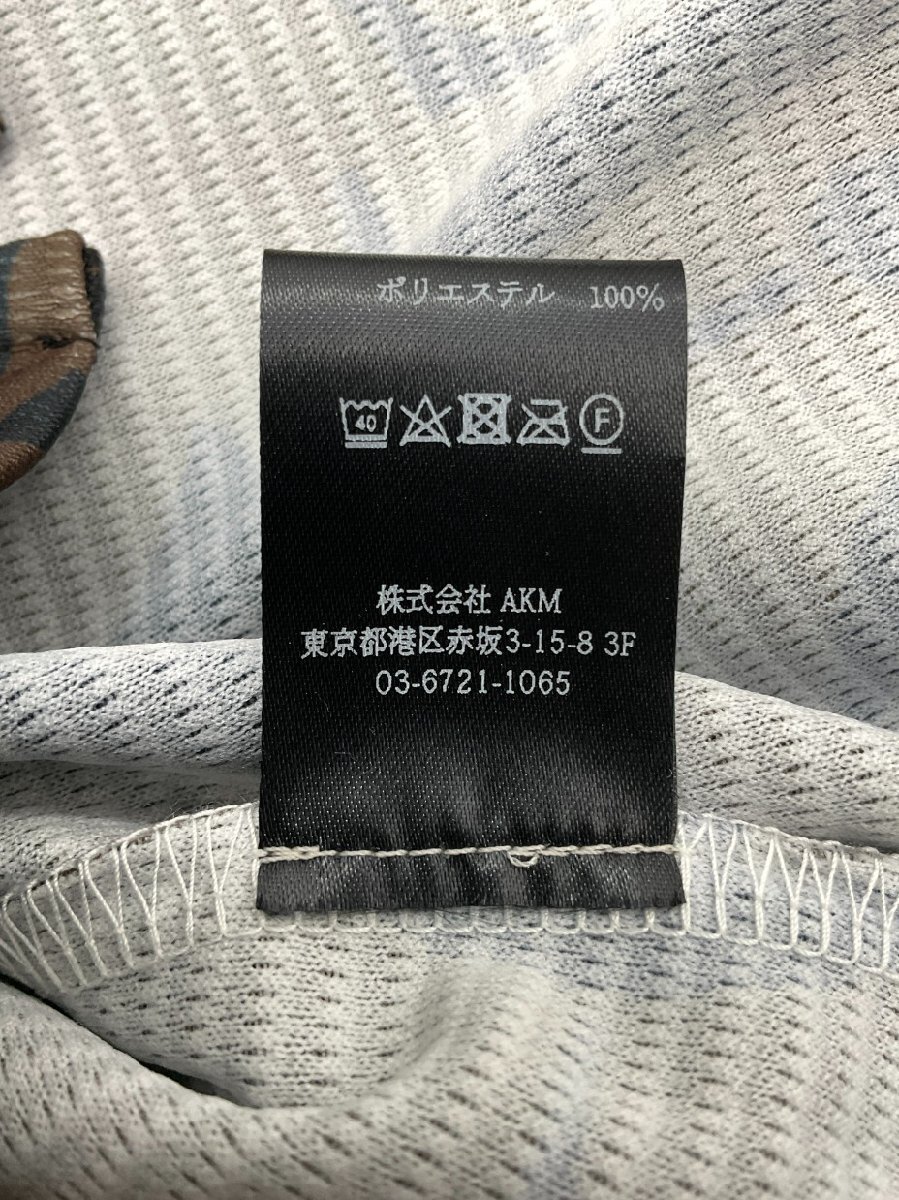 ポリエステル 100%
40 F
株式会社 AKM
東京都港区赤坂3-15-8 3F
03-6721-1065